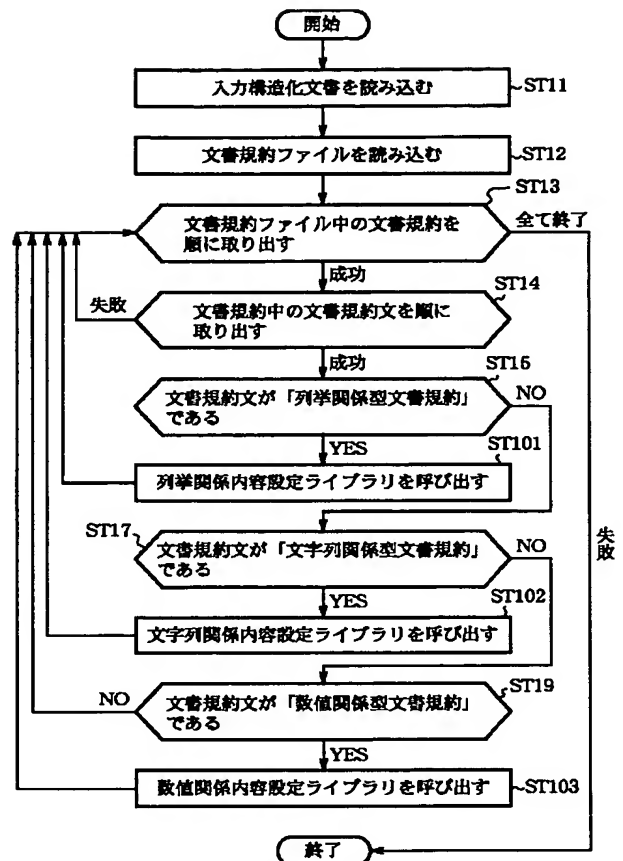 開始
入力構造化文書を読み込む
ST11
文書規約ファイルを読み込む
ST12
ST13
文書規約ファイル中の文書規約を
順に取り出す
全て終了
成功
ST14
失敗
文書規約中の文書規約文を順に
取り出す
成功
ST15
文書規約文が「列挙関係型文書規約」
である
NO
YES
ST101
列挙関係内容設定ライブラリを呼び出す
ST17
文書規約文が「文字列関係型文書規約」
である
NO
失敗
YES
ST102
文字列関係内容設定ライブラリを呼び出す
NO
ST19
文書規約文が「数値関係型文書規約」
である
YES
数値関係内容設定ライブラリを呼び出す
ST103
終了